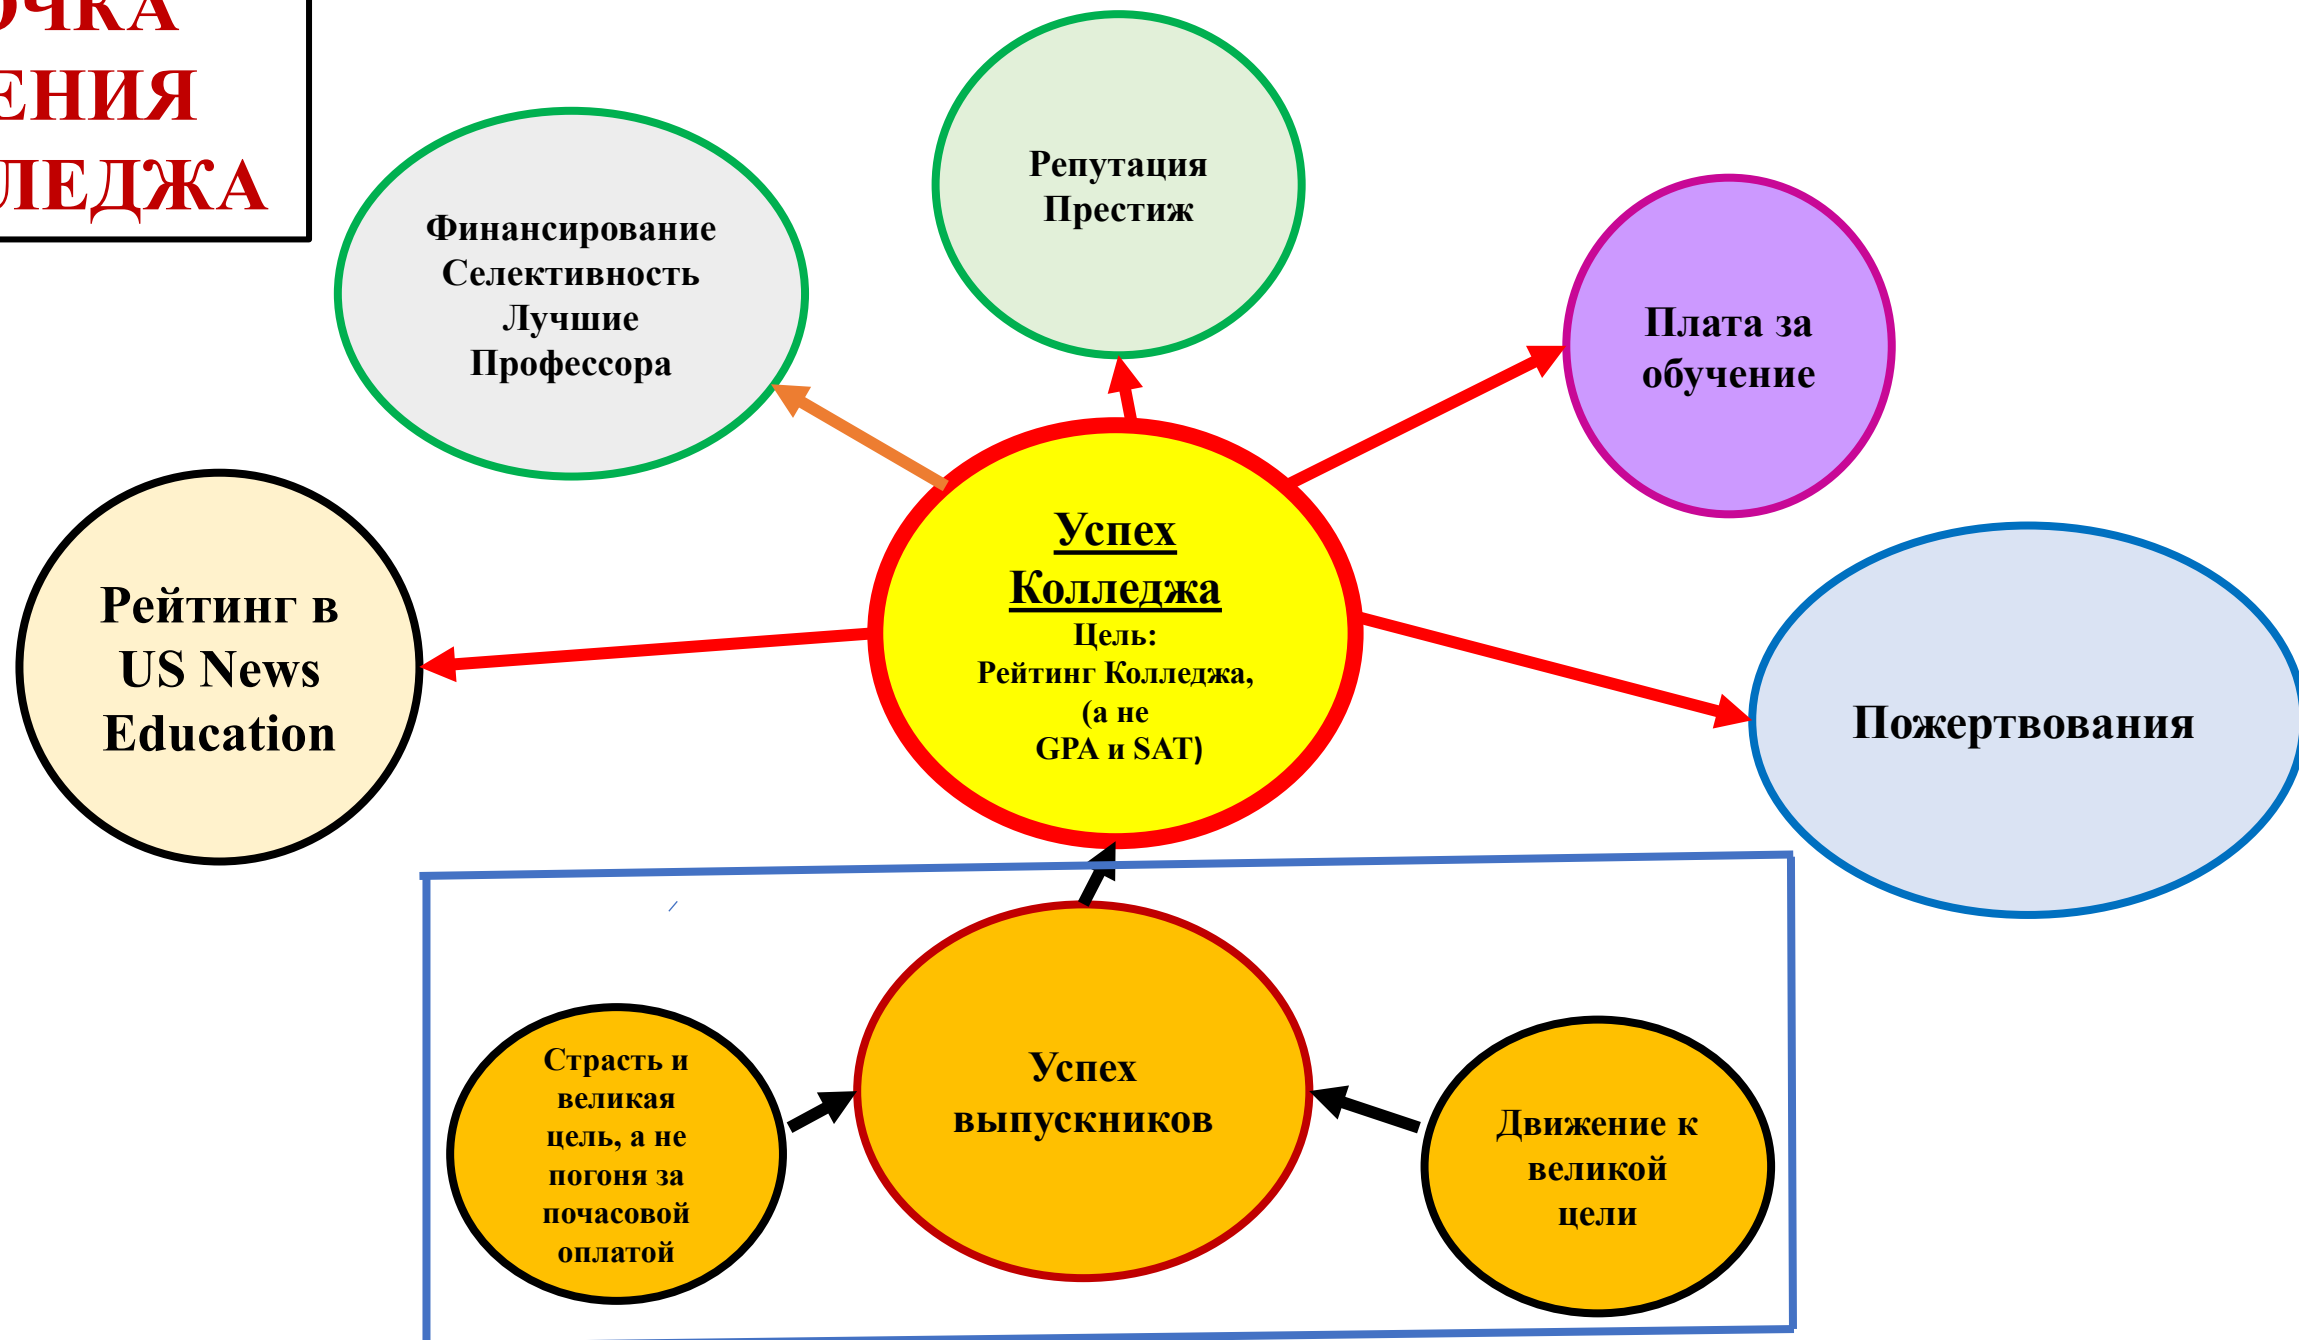 ОЧКА
ЕНИЯ
ЛЕДЖА
Репутация
Престиж
Финансирование
Селективность
Лучшие
Профессора
Плата за
обучение
Успех
Колледжа
Цель:
Рейтинг Колледжа,
(а не
GPA и SAT)
Рейтинг в
US News
Education
Пожертвования
Страсть и
великая
цель, а не
погоня за
почасовой
оплатой
Успех
выпускников
Движение к
великой
цели